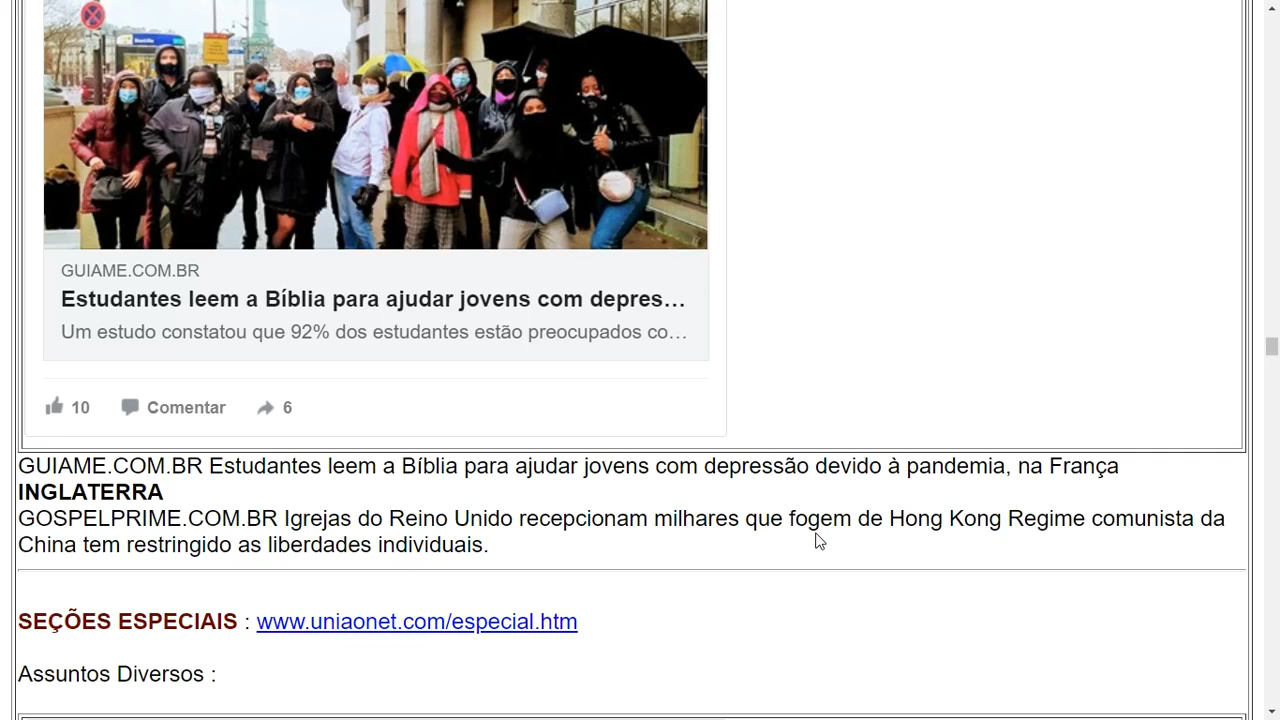 GUIAME.COM.BR
Estudantes leem a Bíblia para ajudar jovens com depres...
Um estudo constatou que 92% dos estudantes estão preocupados co...
10 Comentar 6
GUIAME.COM.BR Estudantes leem a Bíblia para ajudar jovens com depressão devido à pandemia, na França
INGLATERRA
GOSPELPRIME.COM.BR Igrejas do Reino Unido recepcionam milhares que fogem de Hong Kong Regime comunista da
China tem restringido as liberdades individuais.
SEÇÕES ESPECIAIS : www.uniaonet.com/especial.htm
Assuntos Diversos :